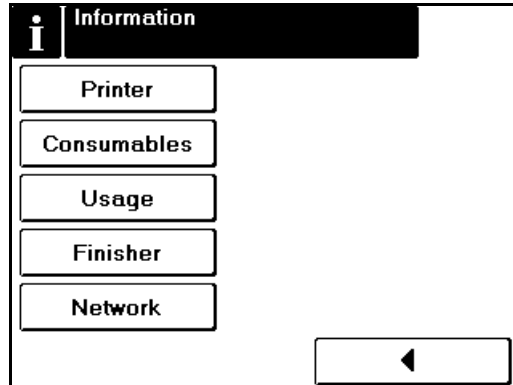 i
Information
Printer
Consumables
Usage
Finisher
Network